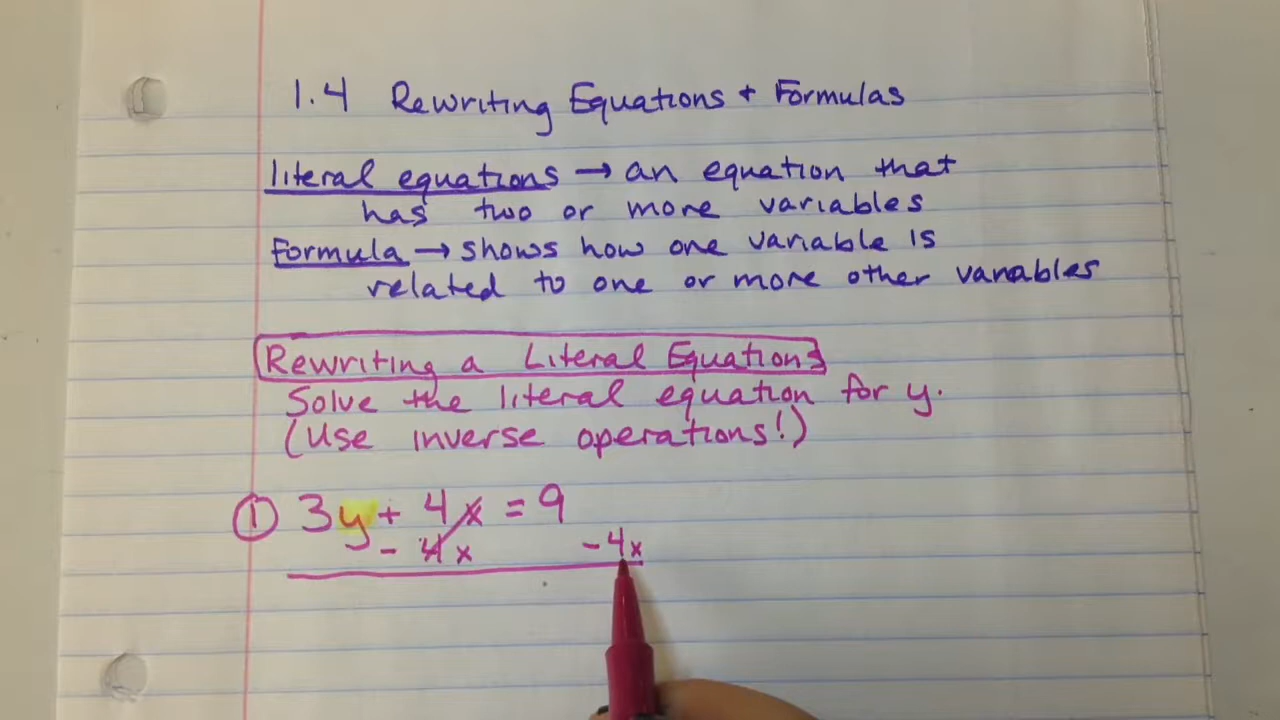 1.4 Rewriting Equations + Formulas
literal equations → an equation that
has two or more variables
Formula → shows how one variable is
related to one or more other variables
Rewriting a Literal Equations
Solve the literal equation for y.
(Use inverse operations!)
① 3y + 4x = 9
- 4x - 4x